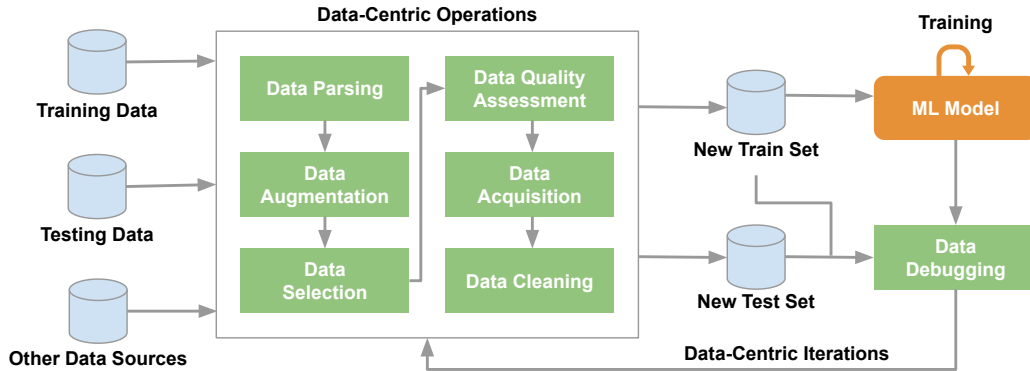 Data-Centric Operations
Training
Training Data
Testing Data
Other Data Sources
Data Parsing
Data
Augmentation
Data
Selection
Data Quality
Assessment
Data
Acquisition
Data Cleaning
New Train Set
New Test Set
ML Model
Data
Debugging
Data-Centric Iterations